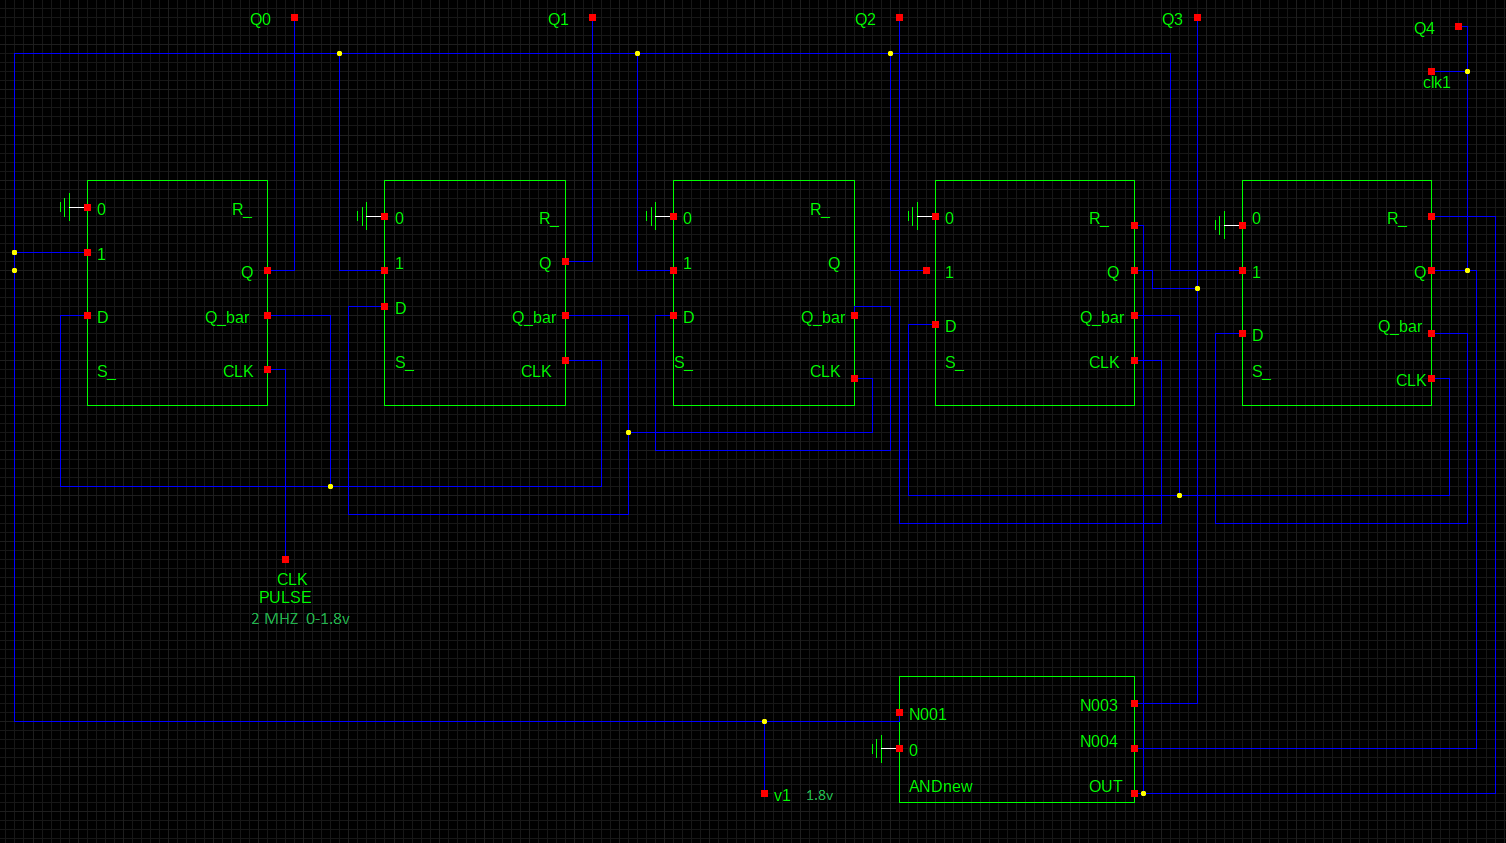 Q0
Q1
Q2
Q3
Q4
clk1
0
R_
1
Q
D
Q_bar
S_
CLK
0
R_
1
Q
D
Q_bar
S_
CLK
0
R_
1
Q
D
Q_bar
S_
CLK
0
R_
1
Q
Q_bar
D
S_
CLK
0
R_
1
Q
Q_bar
D
S_
CLK
CLK
PULSE
2 MHZ 0-1.8v
N001
N003
0
N004
ANDnew
OUT
v1 1.8v